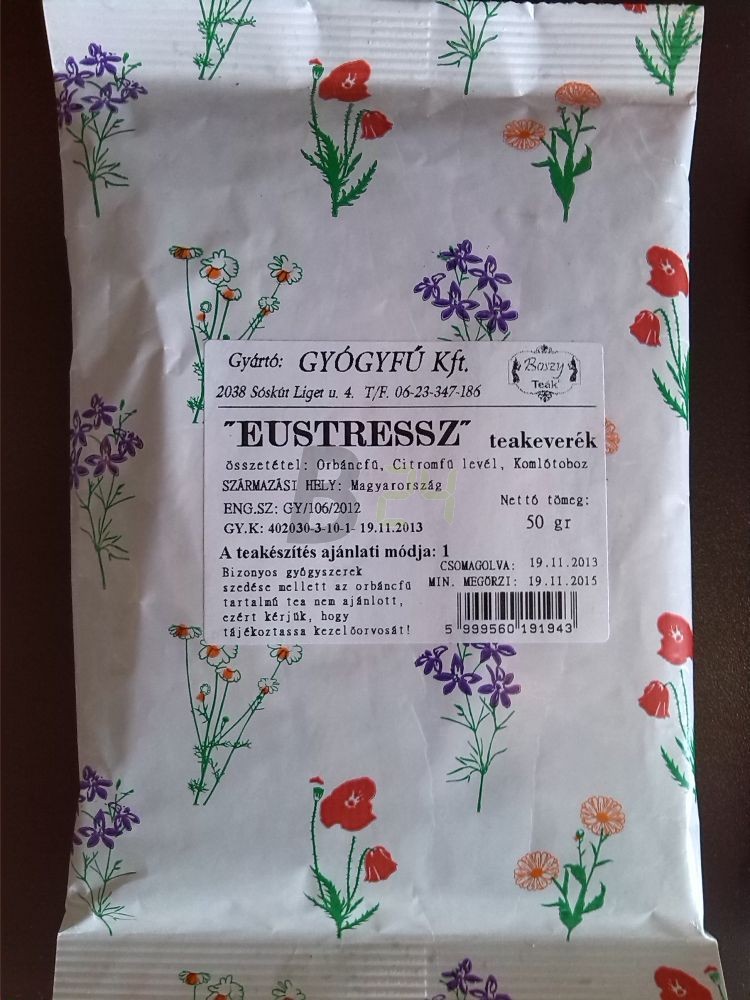 Gyártó: GYÓGYFŰ Kft.
Boszy
Teák
2038 Sóskút Liget u. 4. T/F. 06-23-347-186
˝EUSTRESSZ˝ teakeverék
összetétel: Orbáncfű, Citromfű levél, Komlótoboz
SZÁRMAZÁSI HELY: Magyarország
ENG.SZ: GY/106/2012
GY.K: 402030-3-10-1- 19.11.2013
Nettó tömeg:
50 gr
A teakészítés ajánlati módja: 1
Bizonyos gyógyszerek
szedése mellett az orbáncfű
tartalmú tea nem ajánlott,
ezért kérjük, hogy
tájékoztassa kezelőorvosát!
CSOMAGOLVA: 19.11.2013
MIN. MEGŐRZI: 19.11.2015
5 999560 191943
B24